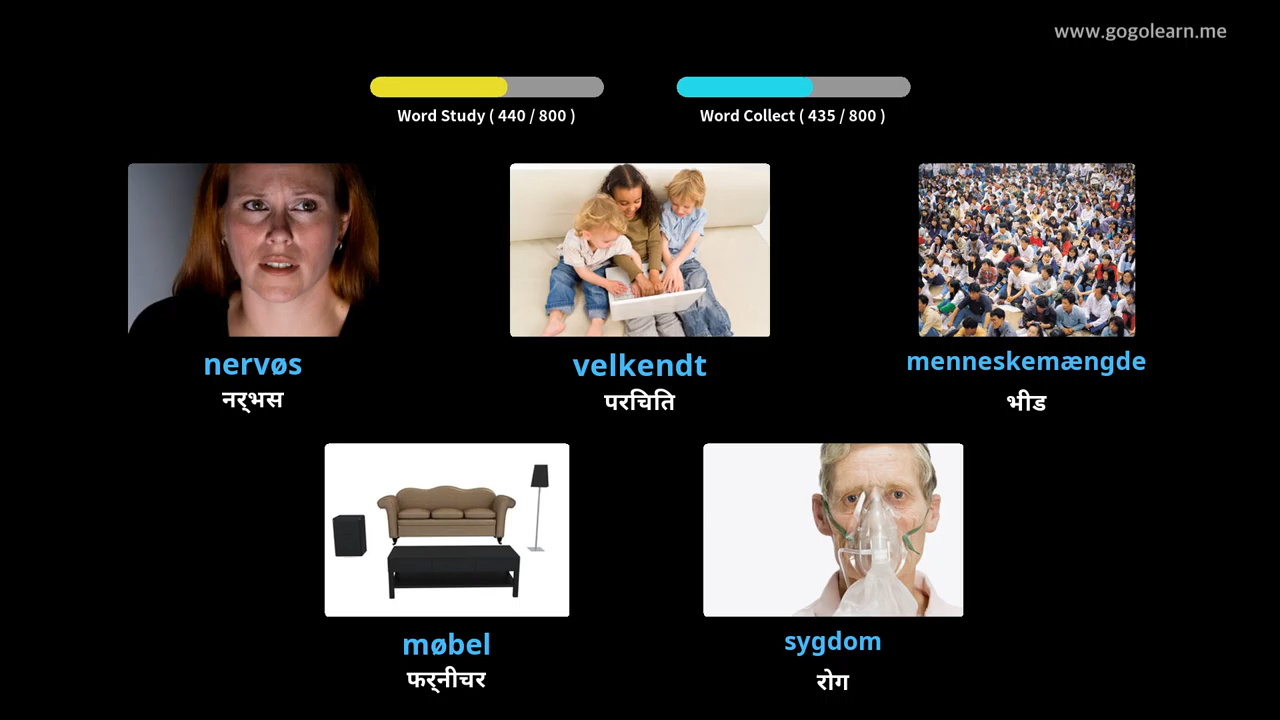 www.gogolearn.me
Word Study ( 440 / 800 )
Word Collect ( 435 / 800 )
nervøs
नर्‍भस
velkendt
परचिति
menneskemængde
भीड
møbel
फर्‍नीचर
sygdom
रोग